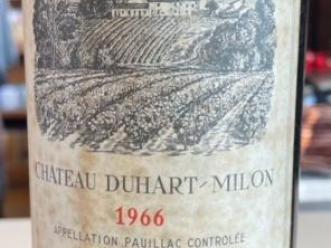 CHATEAU DUHART-MILON
1966
APPELLATION PAUILLAC CONTROLÉE